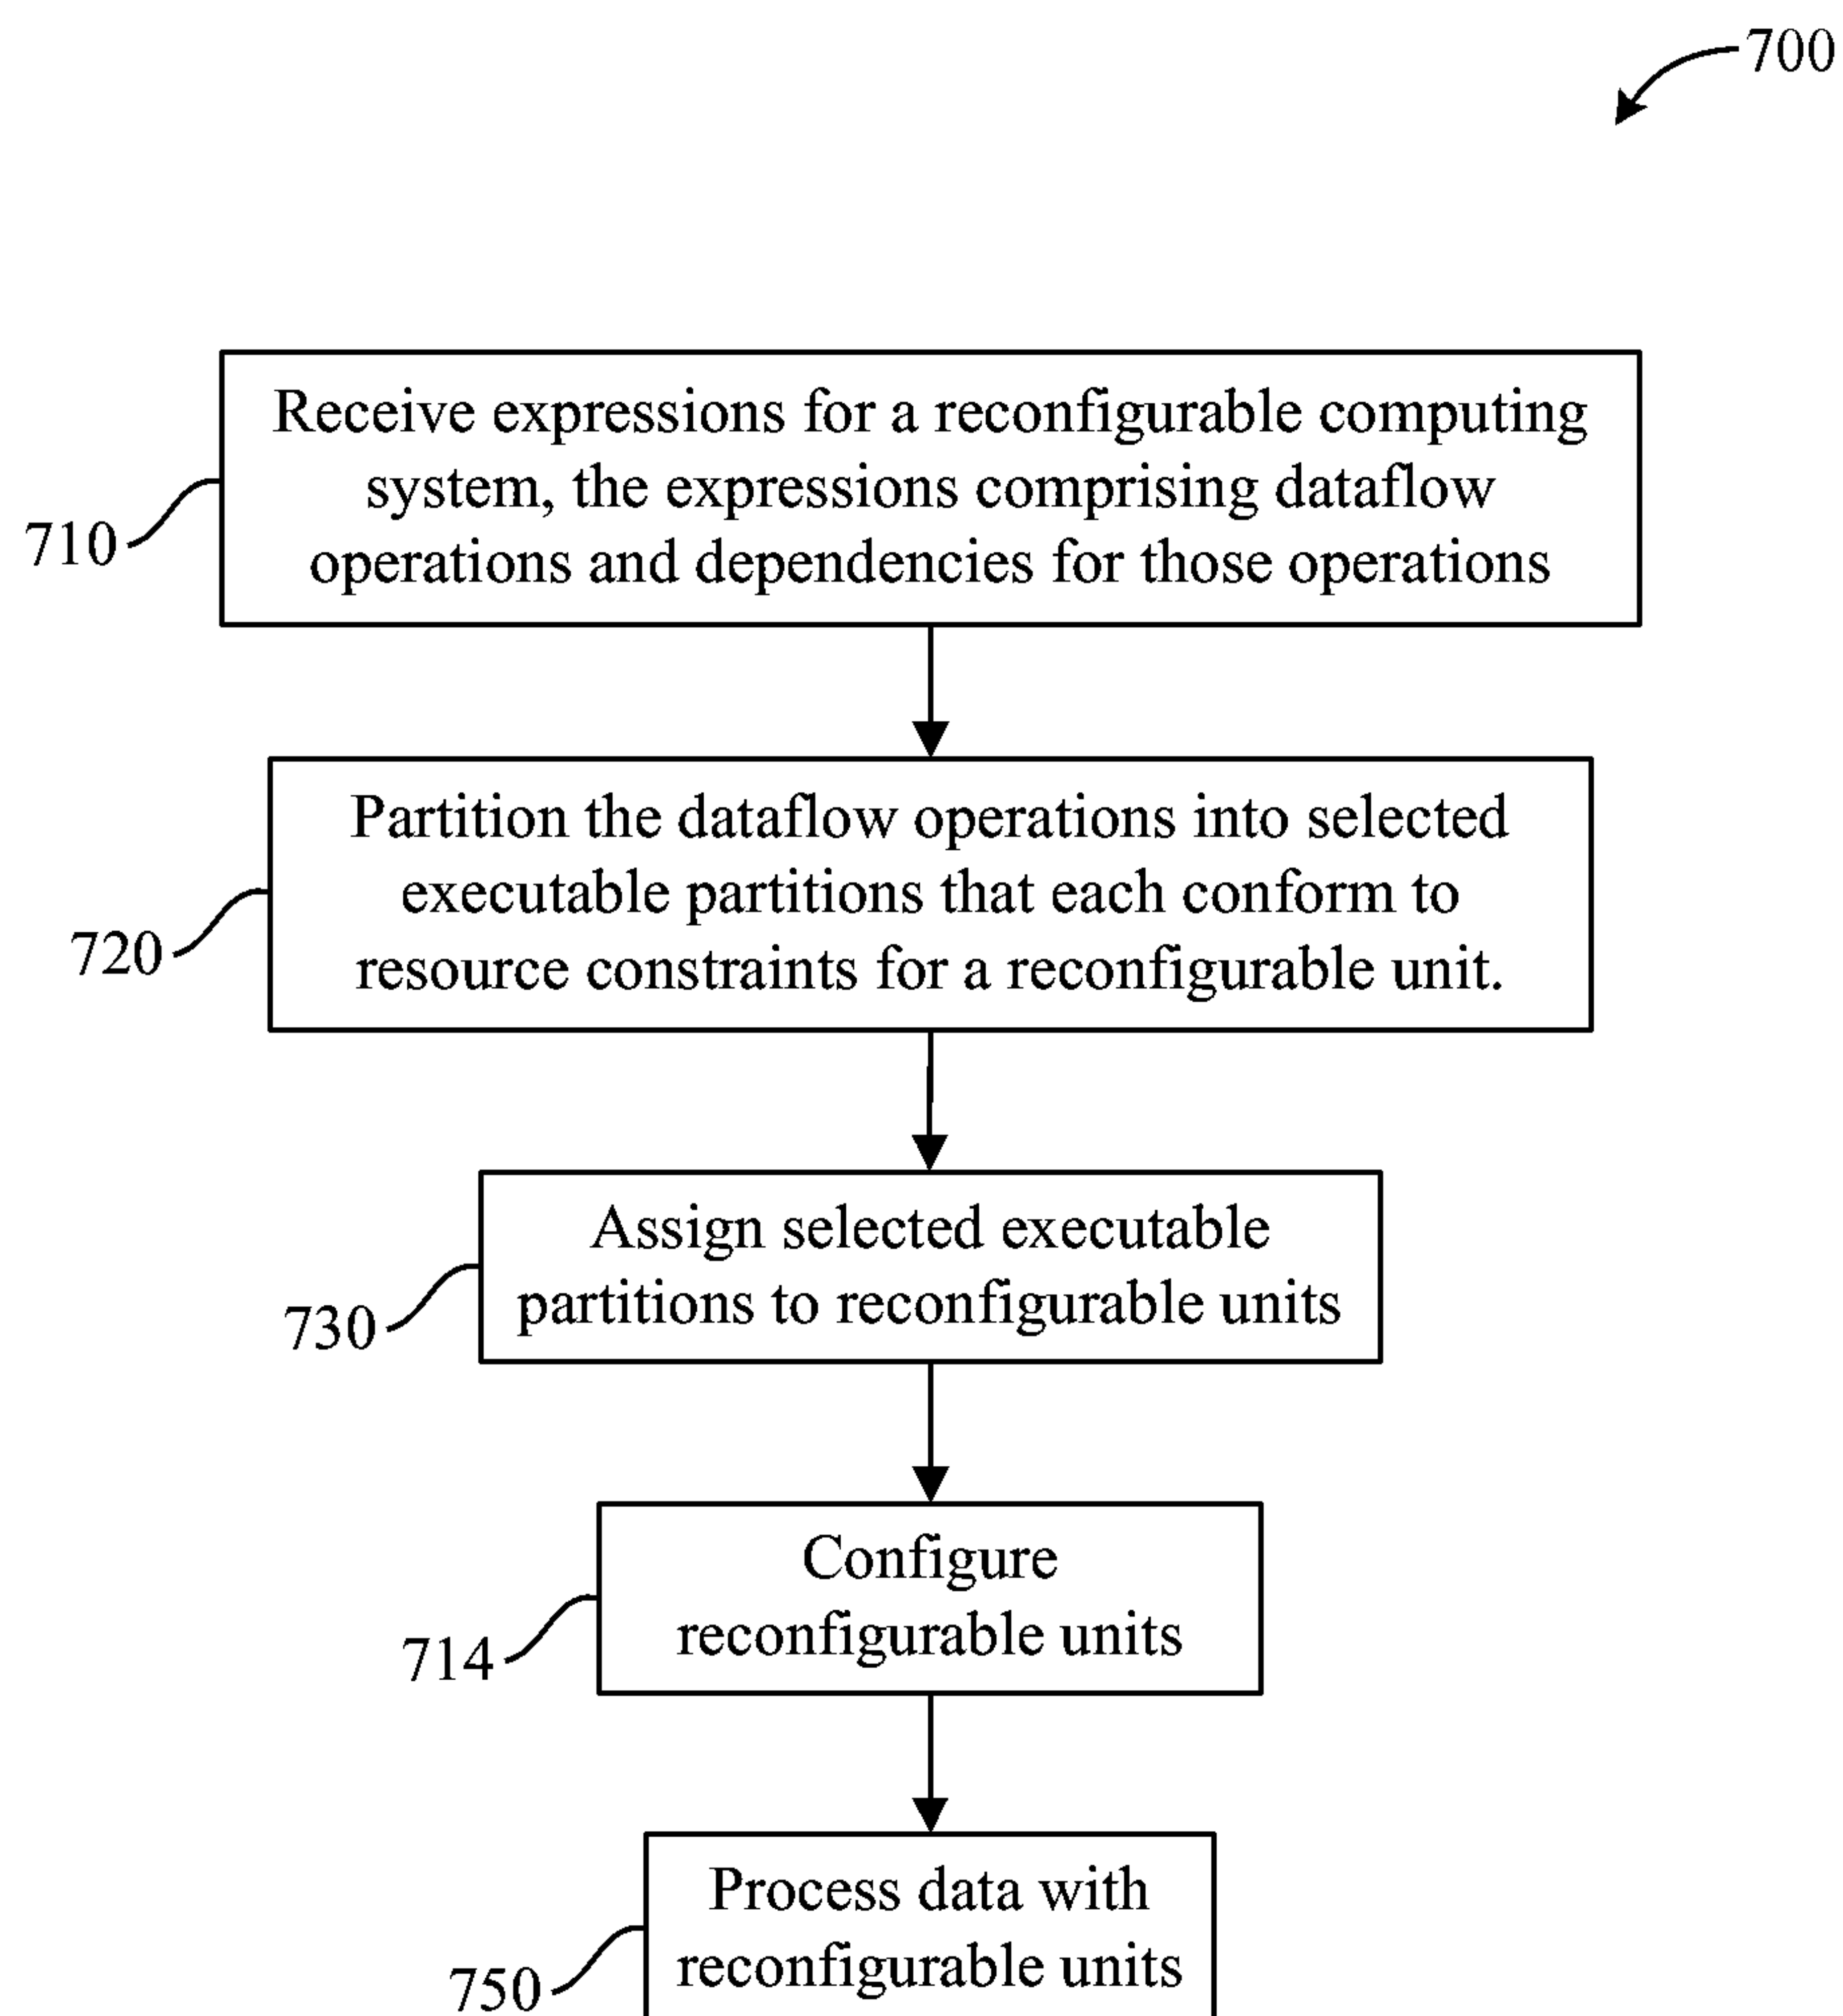 700
Receive expressions for a reconfigurable computing
system, the expressions comprising dataflow
operations and dependencies for those operations
710
Partition the dataflow operations into selected
executable partitions that each conform to
resource constraints for a reconfigurable unit.
720
Assign selected executable
partitions to reconfigurable units
730
Configure
reconfigurable units
714
Process data with
reconfigurable units
750